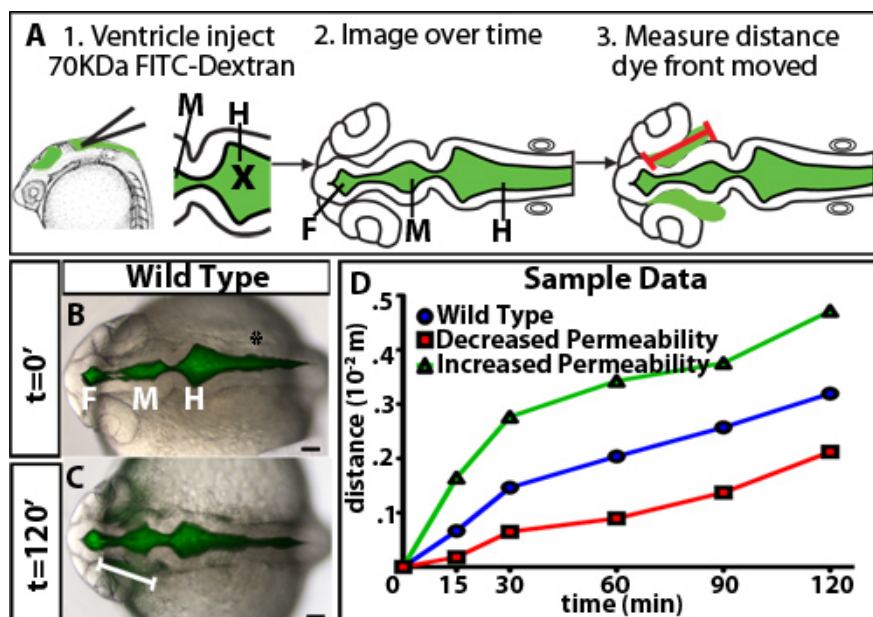 A
1. Ventricle inject
70KDa FITC-Dextran
2. Image over time
3. Measure distance
dye front moved
M
H
X
F
M
H
Wild Type
t=0'
B
F M H
*
t=120'
C
D
Sample Data
Wild Type
Decreased Permeability
Increased Permeability
distance (10⁻² m)
.5
.4
.3
.2
.1
0 15 30 60 90 120
time (min)